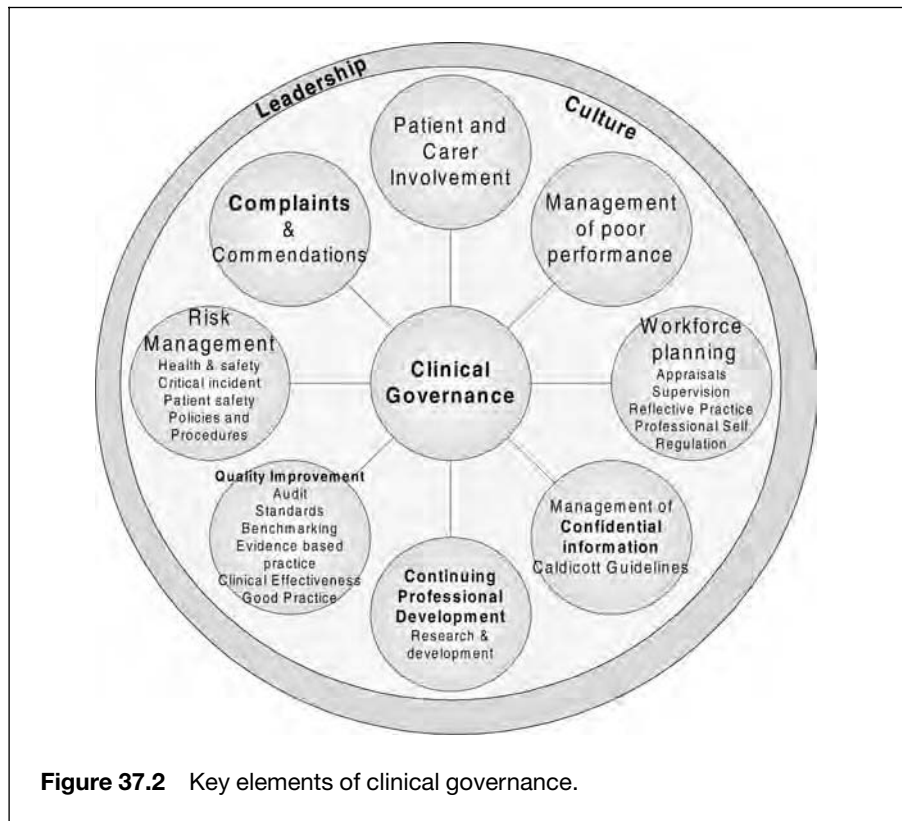 Leadership
Culture
Patient and
Carer
Involvement
Complaints
&
Commendations
Management
of poor
performance
Risk
Management
Health & safety
Critical incident
Patient safety
Policies and
Procedures
Clinical
Governance
Workforce
planning
Appraisals
Supervision
Reflective Practice
Professional Self
Regulation
Quality Improvement
Audit
Standards
Benchmarking
Evidence based
practice
Clinical Effectiveness
Good Practice
Continuing
Professional
Development
Research &
development
Management of
Confidential
information
Caldicott Guidelines
Figure 37.2 Key elements of clinical governance.